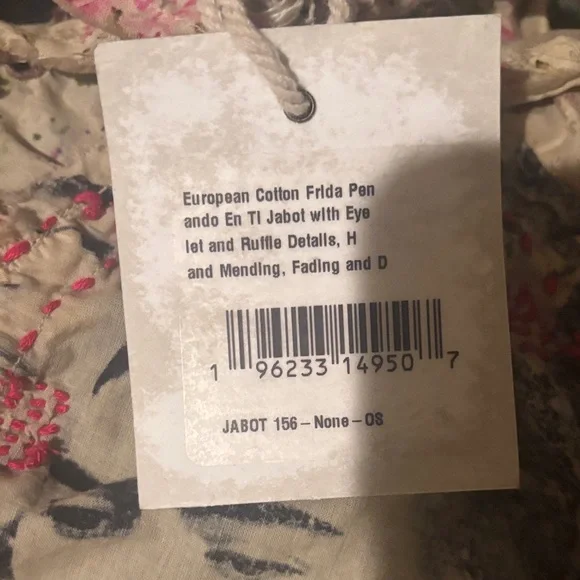 European Cotton Frida Pen
ando En Ti Jabot with Eye
let and Ruffle Details, H
and Mending, Fading and D
1 96233 14950 7
JABOT 156-None-OS